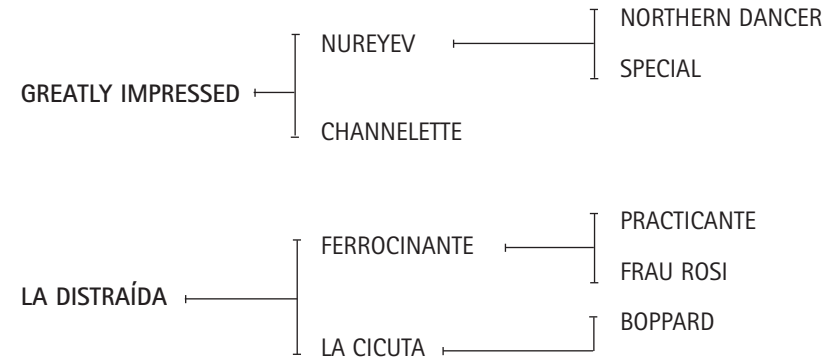 NORTHERN DANCER
NUREYEV
SPECIAL
GREATLY IMPRESSED
CHANNELETTE
PRACTICANTE
FERROCINANTE
FRAU ROSI
LA DISTRAÍDA
BOPPARD
LA CICUTA